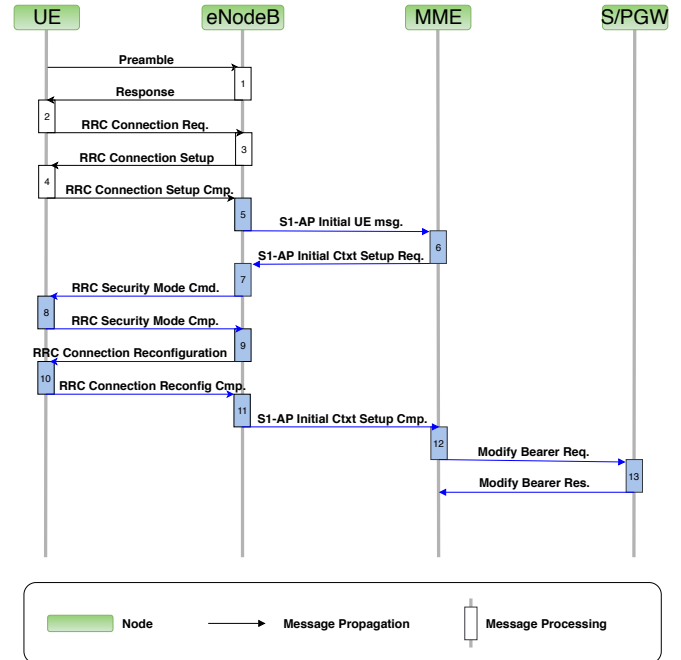 UE eNodeB MME S/PGW
Preamble
1
Response
2
RRC Connection Req.
3
RRC Connection Setup
4
RRC Connection Setup Cmp.
5
S1-AP Initial UE msg.
6
S1-AP Initial Ctxt Setup Req.
7
RRC Security Mode Cmd.
8
RRC Security Mode Cmp.
9
RRC Connection Reconfiguration
10
RRC Connection Reconfig Cmp.
11
S1-AP Initial Ctxt Setup Cmp.
12
Modify Bearer Req.
13
Modify Bearer Res.
Node Message Propagation Message Processing